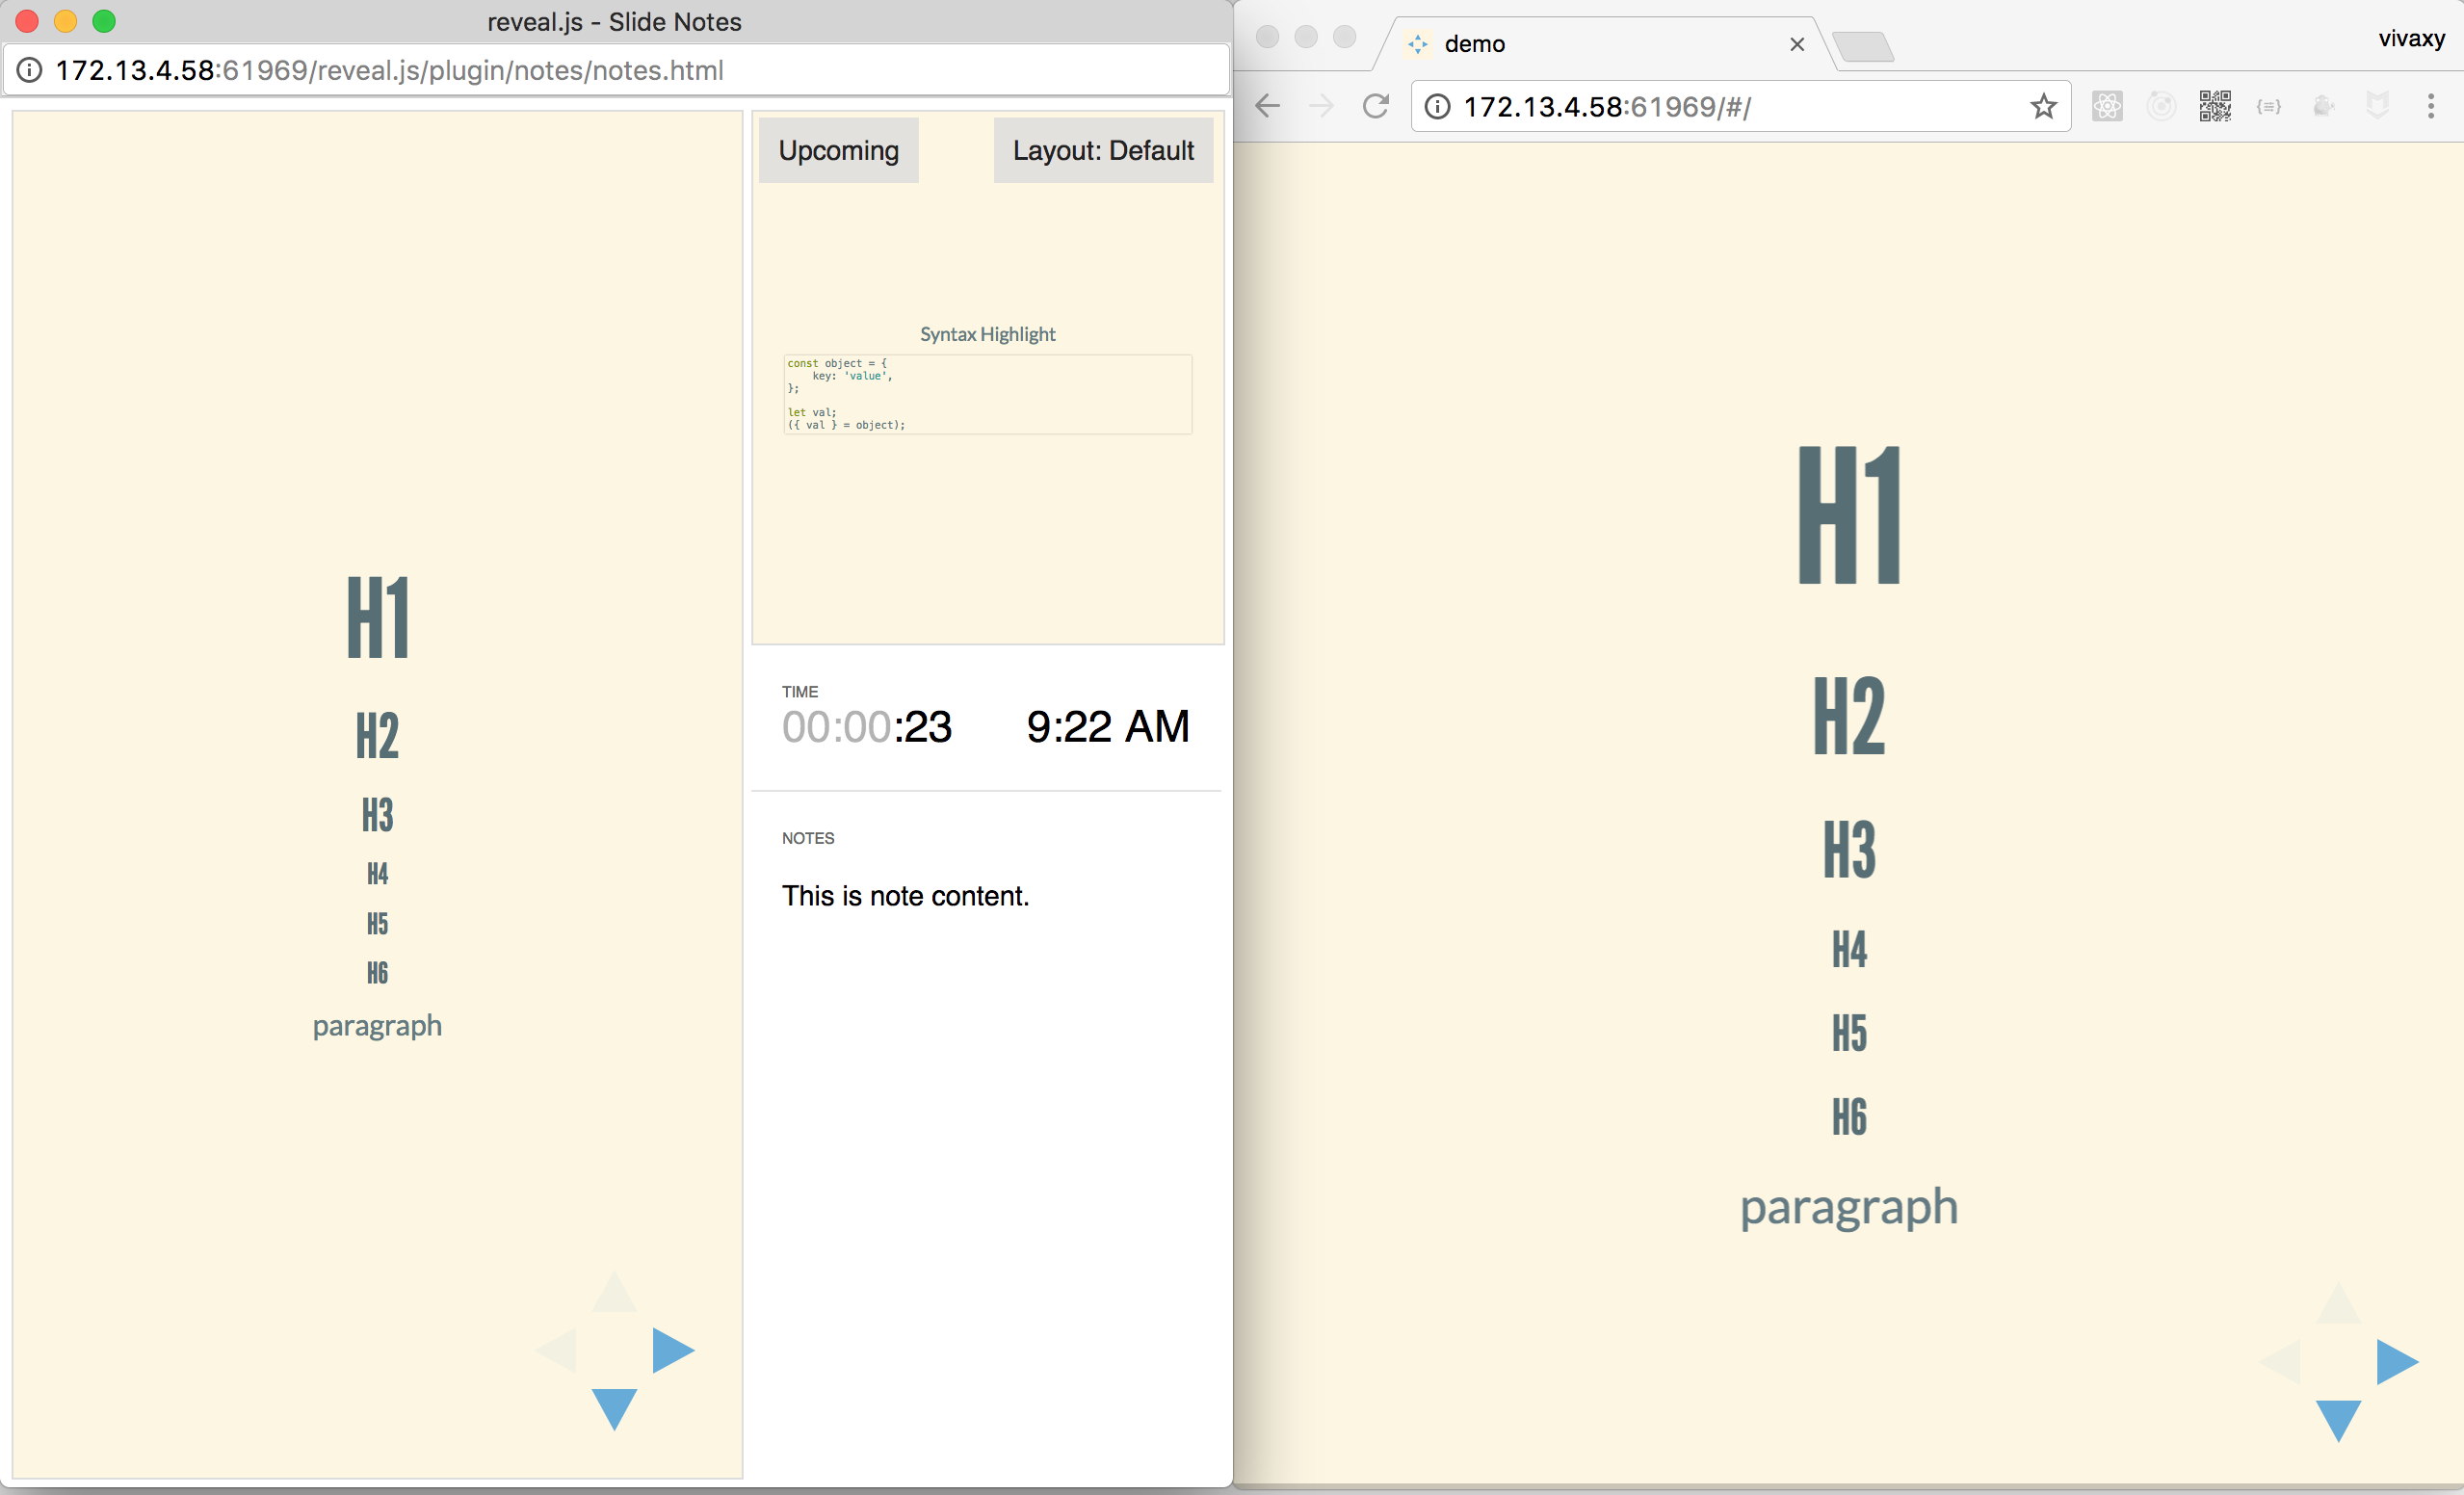 reveal.js - Slide Notes
172.13.4.58:61969/reveal.js/plugin/notes/notes.html
H1
H2
H3
H4
H5
H6
paragraph
Upcoming
Layout: Default
Syntax Highlight
const object = {
    key: 'value',
};
let val;
({ val } = object);
TIME
00:00:23
9:22 AM
NOTES
This is note content.
demo
vivaxy
172.13.4.58:61969/#/
{≡}
H1
H2
H3
H4
H5
H6
paragraph